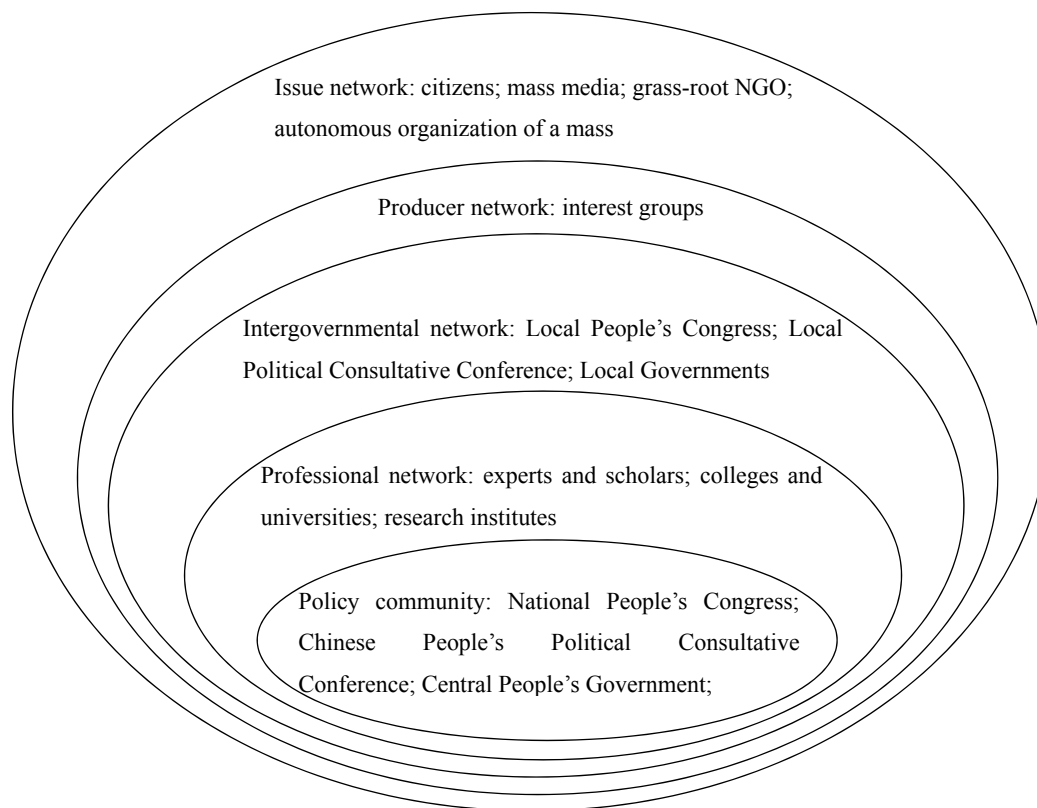 Issue network: citizens; mass media; grass-root NGO;
autonomous organization of a mass
Producer network: interest groups
Intergovernmental network: Local People’s Congress; Local
Political Consultative Conference; Local Governments
Professional network: experts and scholars; colleges and
universities; research institutes
Policy community: National People’s Congress;
Chinese People’s Political Consultative
Conference; Central People’s Government;